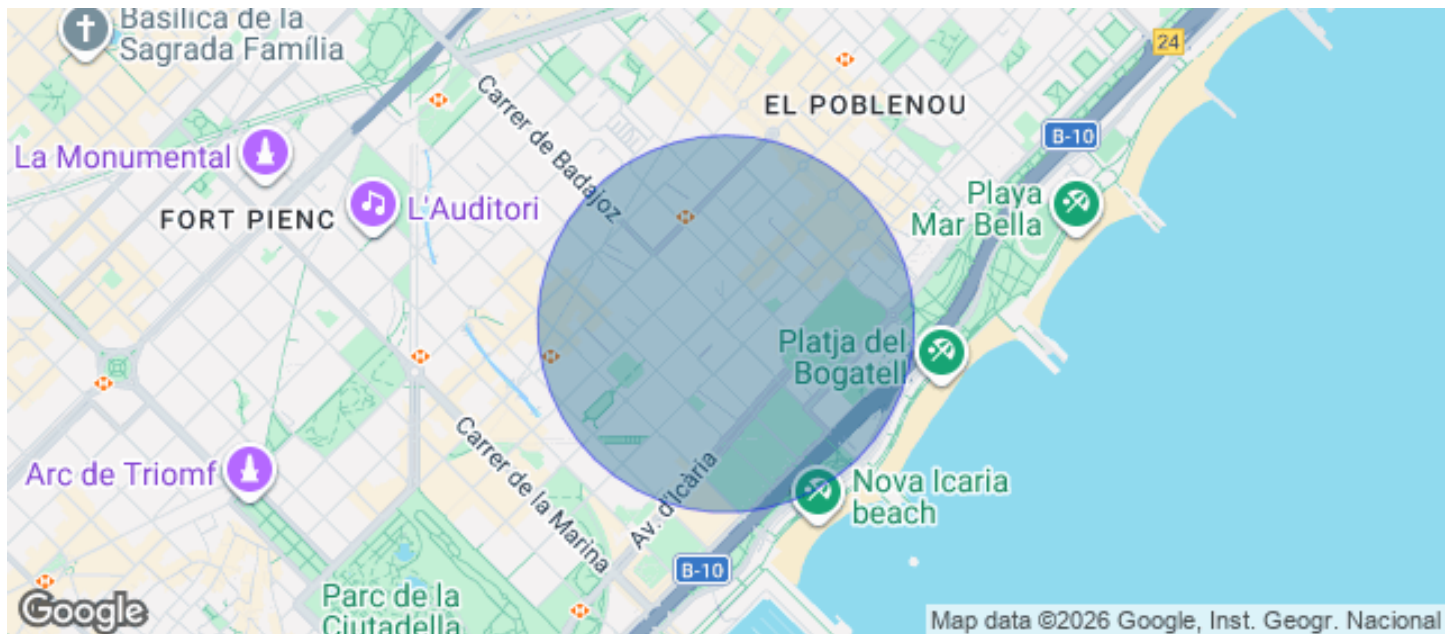 Basílica de la
Sagrada Família
24
EL POBLENOU
Carrer de Badajoz
B-10
La Monumental
L'Auditori
FORT PIENC
Playa
Mar Bella
Platja del
Bogatell
Arc de Triomf
Carrer de la Marina
Av. d'Icària
Nova Icaria
beach
B-10
Parc de la
Ciutadella
Google
Map data ©2026 Google, Inst. Geogr. Nacional